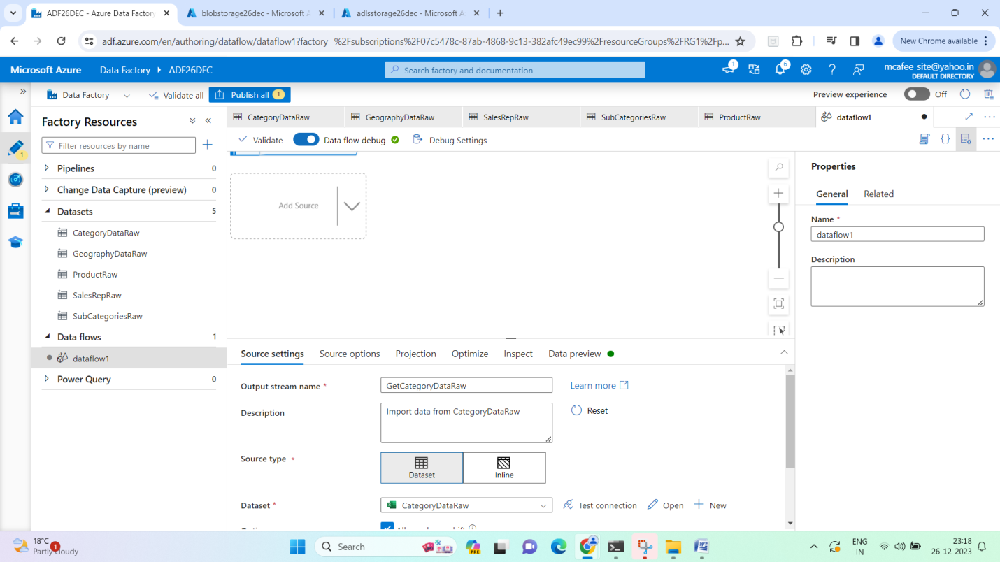 ADF26DEC - Azure Data Factory
blobstorage26dec - Microsoft A
adlsstorage26dec - Microsoft A
adf.azure.com/en/authoring/dataflow/dataflow1?factory=%2Fsubscriptions%2F07c5478c-87ab-4868-9c13-382afc49ec99%2FresourceGroups%2FRG1%2Fp...
New Chrome available
Microsoft Azure
Data Factory
ADF26DEC
Search factory and documentation
1
6
mcafee_site@yahoo.in
DEFAULT DIRECTORY
Data Factory
Validate all
Publish all 1
Preview experience
Off
1
Factory Resources
Filter resources by name
Pipelines 0
Change Data Capture (preview) 0
Datasets 5
CategoryDataRaw
GeographyDataRaw
ProductRaw
SalesRepRaw
SubCategoriesRaw
Data flows 1
dataflow1
Power Query 0
CategoryDataRaw
GeographyDataRaw
SalesRepRaw
SubCategoriesRaw
ProductRaw
dataflow1
Validate
Data flow debug
Debug Settings
Add Source
Source settings
Source options
Projection
Optimize
Inspect
Data preview
Output stream name *
GetCategoryDataRaw
Learn more
Description
Import data from CategoryDataRaw
Reset
Source type *
Dataset
Inline
Dataset *
CategoryDataRaw
Test connection
Open
New
Properties
General
Related
Name *
dataflow1
Description
18°C
Partly cloudy
1
Search
PRE
ENG
IN
23:18
26-12-2023